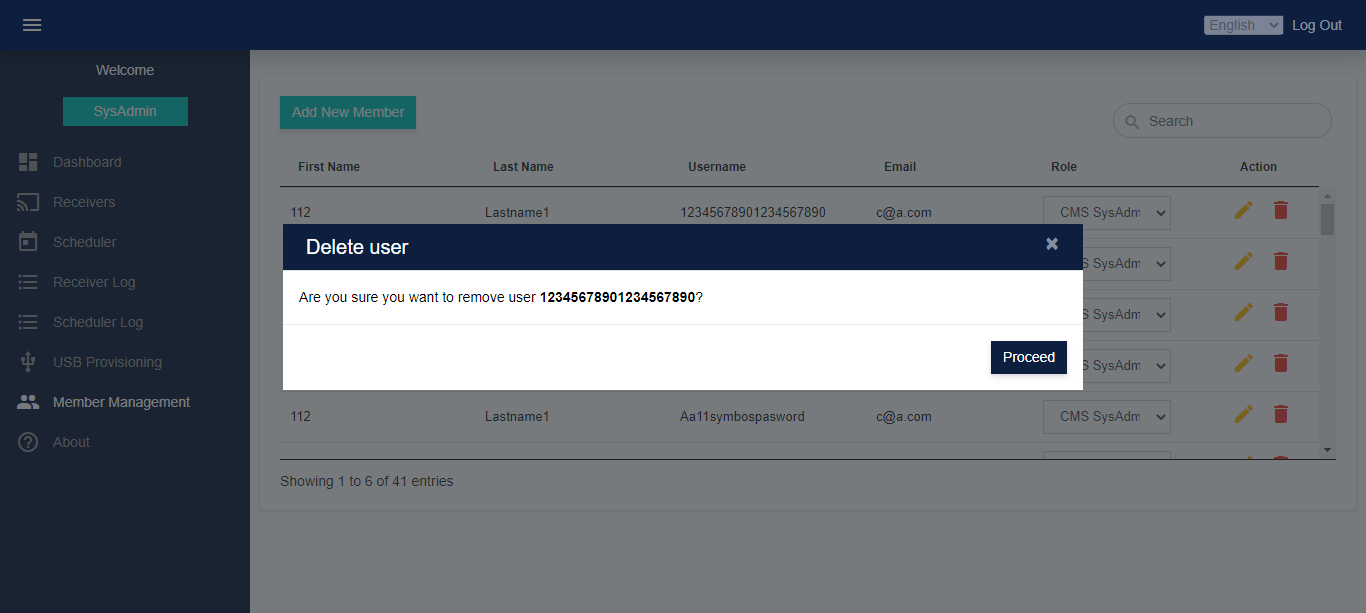 English Log Out
Welcome
SysAdmin
Dashboard
Receivers
Scheduler
Receiver Log
Scheduler Log
USB Provisioning
Member Management
About
Add New Member
Search
First Name Last Name Username Email Role Action
112 Lastname1 12345678901234567890 c@a.com CMS SysAdm
Delete user
S SysAdm
Are you sure you want to remove user 12345678901234567890?
S SysAdm
Proceed
S SysAdm
112 Lastname1 Aa11symbospasword c@a.com CMS SysAdm
Showing 1 to 6 of 41 entries